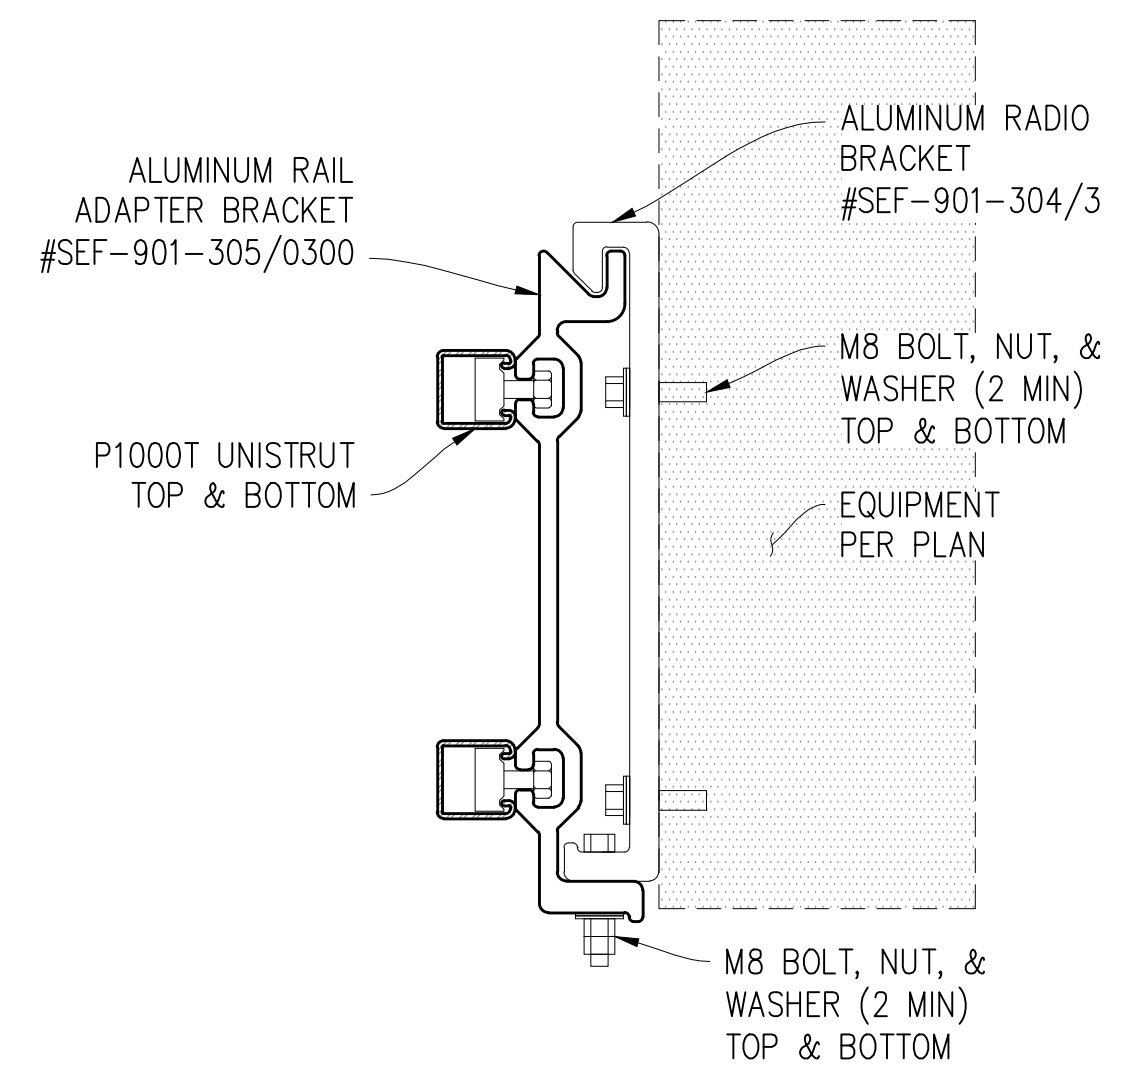 ALUMINUM RADIO
BRACKET
#SEF-901-304/3
ALUMINUM RAIL
ADAPTER BRACKET
#SEF-901-305/0300
M8 BOLT, NUT, &
WASHER (2 MIN)
TOP & BOTTOM
P1000T UNISTRUT
TOP & BOTTOM
EQUIPMENT
PER PLAN
M8 BOLT, NUT, &
WASHER (2 MIN)
TOP & BOTTOM